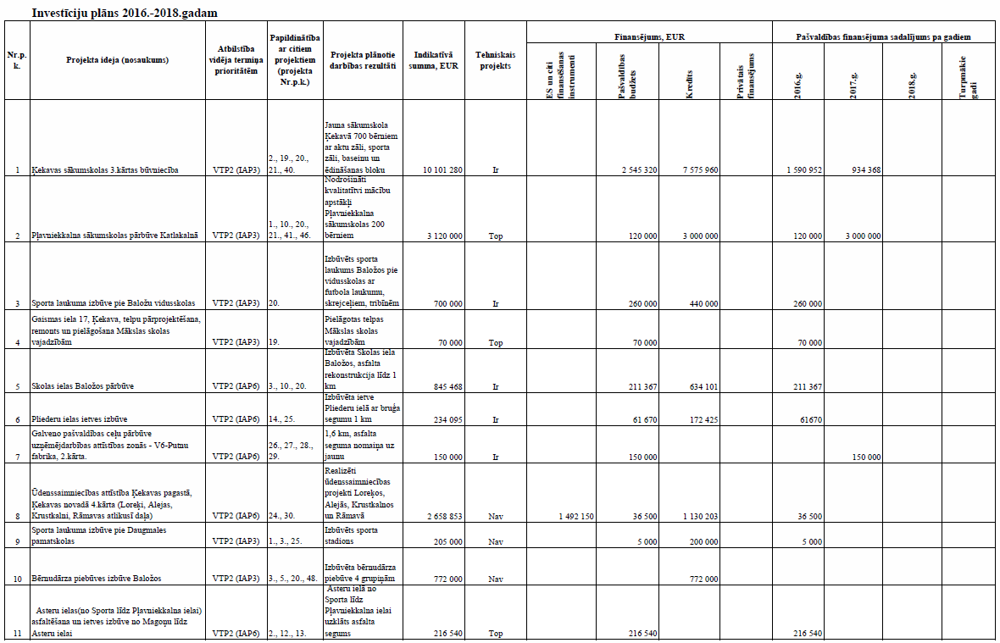 Investīciju plāns 2016.-2018.gadam
Nr.p.k. Projekta ideja (nosaukums) Atbilstība vidēja termiņa prioritātēm Papildinātība ar citiem projektiem (projekta Nr.p.k.) Projekta plānotie darbības rezultāti Indikatīvā summa, EUR Tehniskais projekts Finansējums, EUR Pašvaldības finansējuma sadalījums pa gadiem
ES un citi finansēšanas instrumenti Pašvaldības budžets Kredīts Privātais finansējums 2016.g. 2017.g. 2018.g. Turpmākie gadi
1 Ķekavas sākumskolas 3.kārtas būvniecība VTP2 (IAP3) 2., 19., 20., 21., 40. Jauna sākumskola Ķekavā 700 bērniem ar aktu zāli, sporta zāli, baseinu un ēdināšanas bloku 10 101 280 Ir 2 545 320 7 575 960 1 590 952 934 368
2 Pļavniekkalna sākumskolas pārbūve Katlakalnā VTP2 (IAP3) 1., 10., 20., 21., 41., 46. Nodrošināti kvalitatītvi mācību apstākļi Pļavniekkalna sākumskolas 200 bērniem 3 120 000 Top 120 000 3 000 000 120 000 3 000 000
3 Sporta laukuma izbūve pie Baložu vidusskolas VTP2 (IAP3) 20. Izbūvēts sporta laukums Baložos pie vidusskolas ar futbola laukumu, skrejceļiem, tribīnēm 700 000 Ir 260 000 440 000 260 000
4 Gaismas iela 17, Ķekava, telpu pārprojektēšana, remonts un pielāgošana Mākslas skolas vajadzībām VTP2 (IAP3) 19. Pielāgotas telpas Mākslas skolas vajadzībām 70 000 Top 70 000 70 000
5 Skolas ielas Baložos pārbūve VTP2 (IAP6) 3., 10., 20. Izbūvēta Skolas iela Baložos, asfalta rekonstrukcija līdz 1 km 845 468 Ir 211 367 634 101 211 367
6 Pliederu ielas ietves izbūve VTP2 (IAP6) 14., 25. Izbūvēta ietve Pliederu ielā ar bruģa segumu 1 km 234 095 Ir 61 670 172 425 61670
7 Galveno pašvaldības ceļu pārbūve uzņēmējdarbības attīstības zonās - V6-Putnu fabrika, 2.kārta. VTP2 (IAP6) 26., 27., 28., 29. 1,6 km, asfalta seguma nomaiņa uz jaunu 150 000 Ir 150 000 150 000
8 Ūdenssaimniecības attīstība Ķekavas pagastā, Ķekavas novadā 4.kārta (Loreķi, Alejas, Krustkalni, Rāmavas atlikusī daļa) VTP2 (IAP6) 24., 30. Realizēti ūdenssaimniecības projekti Loreķos, Alejās, Krustkalnos un Rāmavā 2 658 853 Nav 1 492 150 36 500 1 130 203 36 500
9 Sporta laukuma izbūve pie Daugmales pamatskolas VTP2 (IAP3) 1., 3., 25. Izbūvēts sporta stadions 205 000 Nav 5 000 200 000 5 000
10 Bērnudārza piebūves izbūve Baložos VTP2 (IAP3) 3., 5., 20., 48. Izbūvēta bērnudārza piebūve 4 grupiņām 772 000 Nav 772 000
11 Asteru ielas(no Sporta līdz Pļavniekkalna ielai) asfaltēšana un ietves izbūve no Magoņu līdz Asteru ielai VTP2 (IAP6) 2., 12., 13. Asteru ielā no Sporta līdz Pļavniekkalna ielai uzklāts asfalta segums 216 540 Top 216 540 216 540